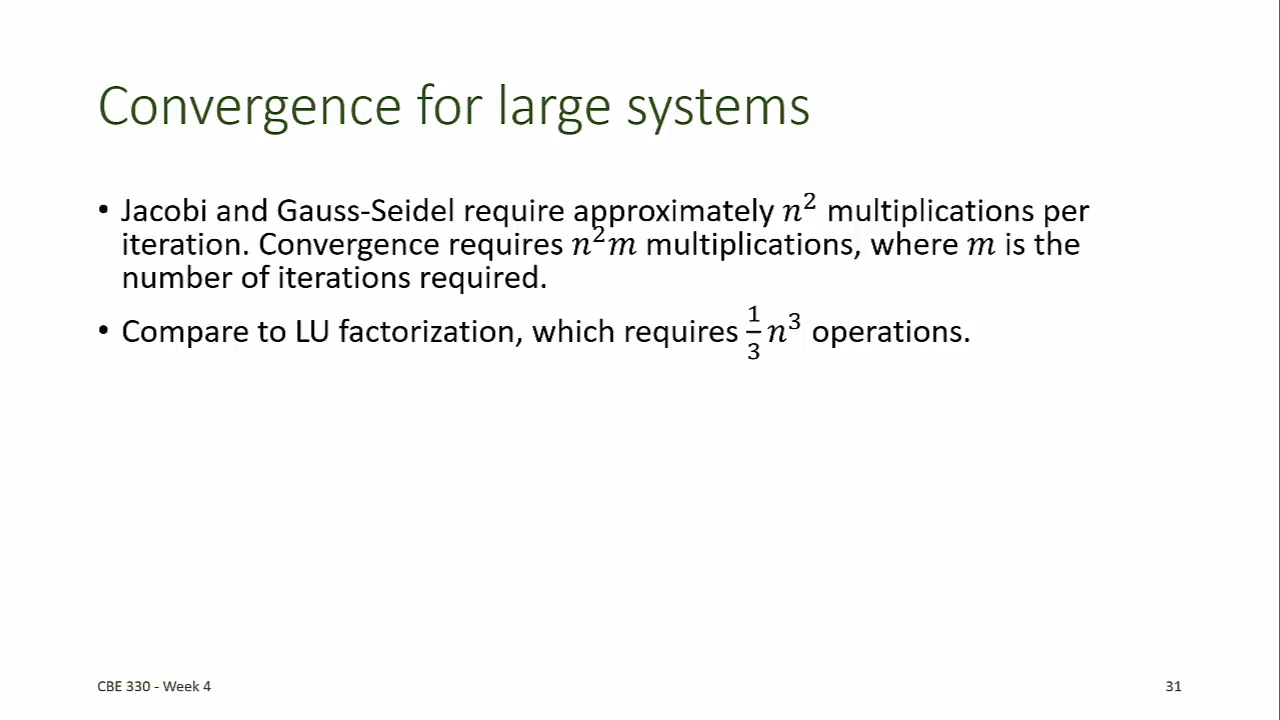 Convergence for large systems
• Jacobi and Gauss-Seidel require approximately n² multiplications per
iteration. Convergence requires n²m multiplications, where m is the
number of iterations required.
• Compare to LU factorization, which requires 1/3 n³ operations.
CBE 330 - Week 4
31